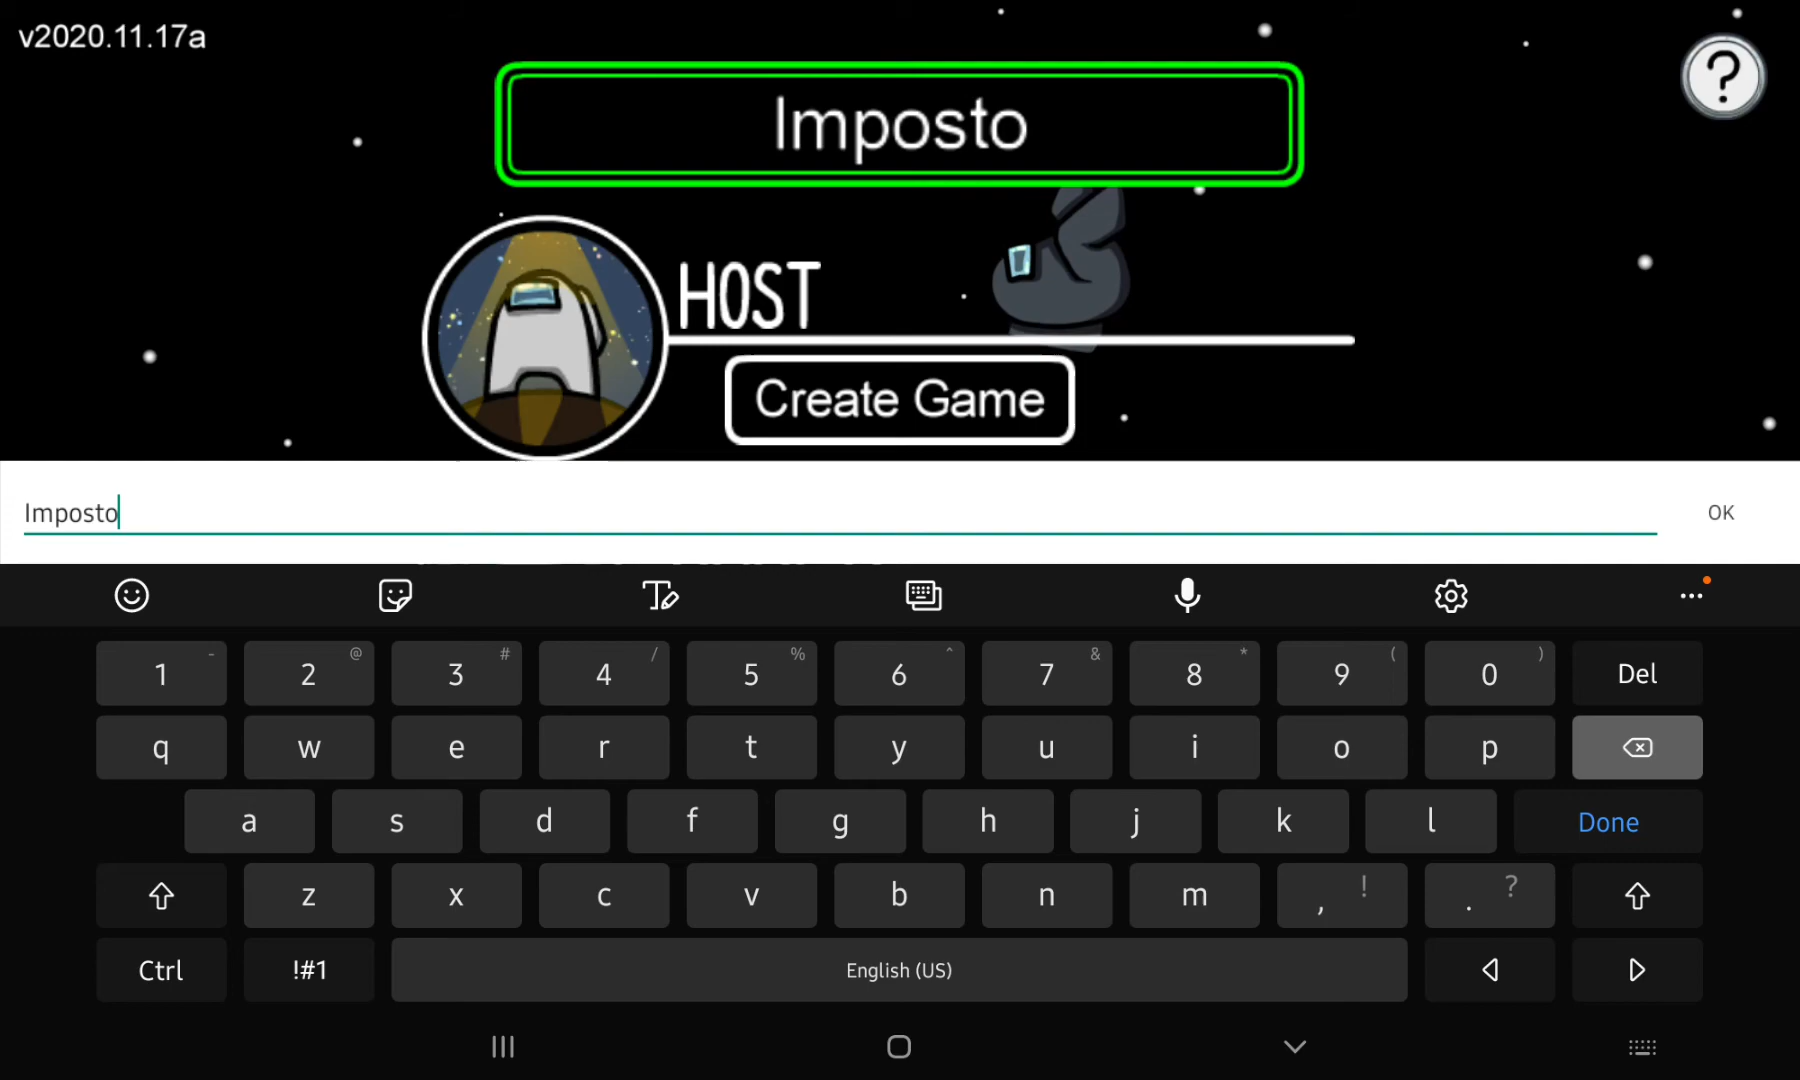 v2020.11.17a
?
Imposto
HOST
Create Game
Imposto
OK
1 - 2 @ 3 # 4 / 5 % 6 ^ 7 & 8 * 9 ( 0 ) Del
q w e r t y u i o p
a s d f g h j k l Done
z x c v b n m , ! . ?
Ctrl !#1 English (US)